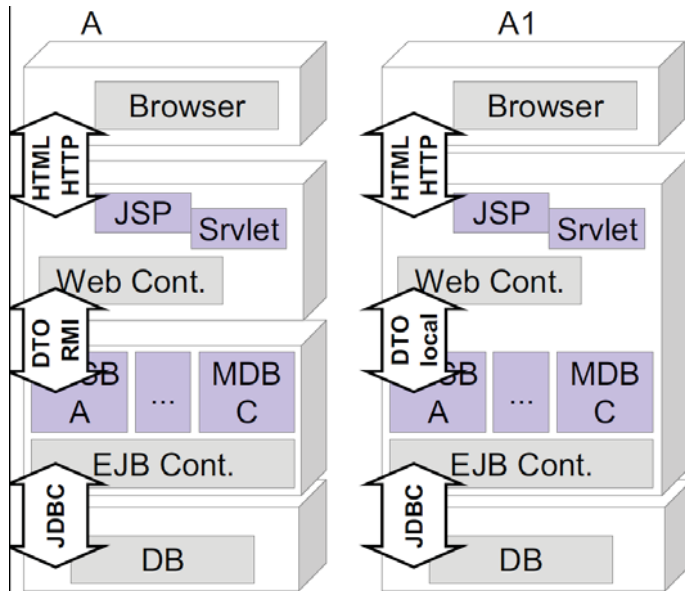 A
Browser
HTML
HTTP
JSP
Srvlet
Web Cont.
DTO
RMI
A
...
MDB
C
EJB Cont.
JDBC
DB
A1
Browser
HTML
HTTP
JSP
Srvlet
Web Cont.
DTO
local
A
...
MDB
C
EJB Cont.
JDBC
DB